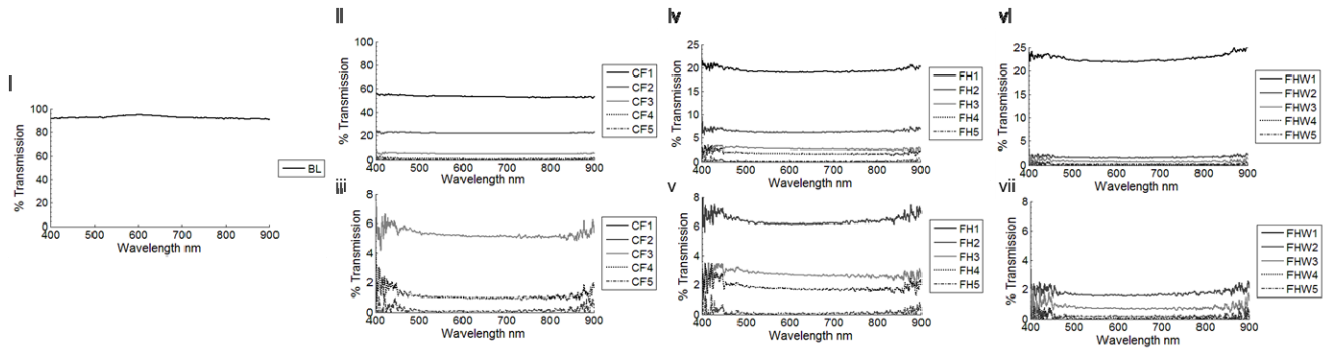 I
% Transmission
100
80
60
40
20
0
400 500 600 700 800 900
Wavelength nm
BL
ii
% Transmission
100
80
60
40
20
0
400 500 600 700 800 900
Wavelength nm
CF1
CF2
CF3
CF4
CF5
iii
% Transmission
8
6
4
2
0
400 500 600 700 800 900
Wavelength nm
CF1
CF2
CF3
CF4
CF5
iv
% Transmission
25
20
15
10
5
0
400 500 600 700 800 900
Wavelength nm
FH1
FH2
FH3
FH4
FH5
v
% Transmission
8
6
4
2
0
400 500 600 700 800 900
Wavelength nm
FH1
FH2
FH3
FH4
FH5
vi
% Transmission
25
20
15
10
5
0
400 500 600 700 800 900
Wavelength nm
FHW1
FHW2
FHW3
FHW4
FHW5
vii
% Transmission
8
6
4
2
0
400 500 600 700 800 900
Wavelength nm
FHW1
FHW2
FHW3
FHW4
FHW5